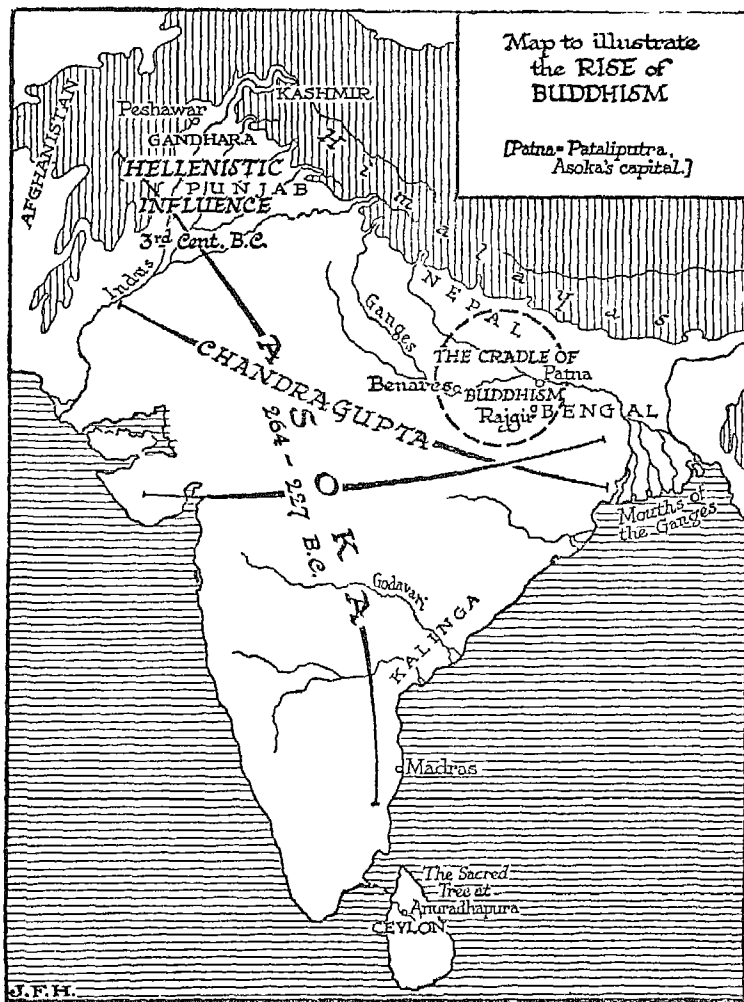 Map to illustrate
the RISE of
BUDDHISM
[Patna = Pataliputra,
Asoka's capital.]
AFGHANISTAN
Peshawar
KASHMIR
GANDHARA
HELLENISTIC
PUNJAB
INFLUENCE
3rd Cent. B.C.
Indus
Himalayas
NEPAL
Ganges
THE CRADLE OF
Patna
Benares
BUDDHISM
Rajgir
BENGAL
CHANDRAGUPTA
ASOKA
264-227 B.C.
Mouths of
the Ganges
Godavari
KALINGA
Madras
The Sacred
Tree at
Anuradhapura
CEYLON
J.F.H.